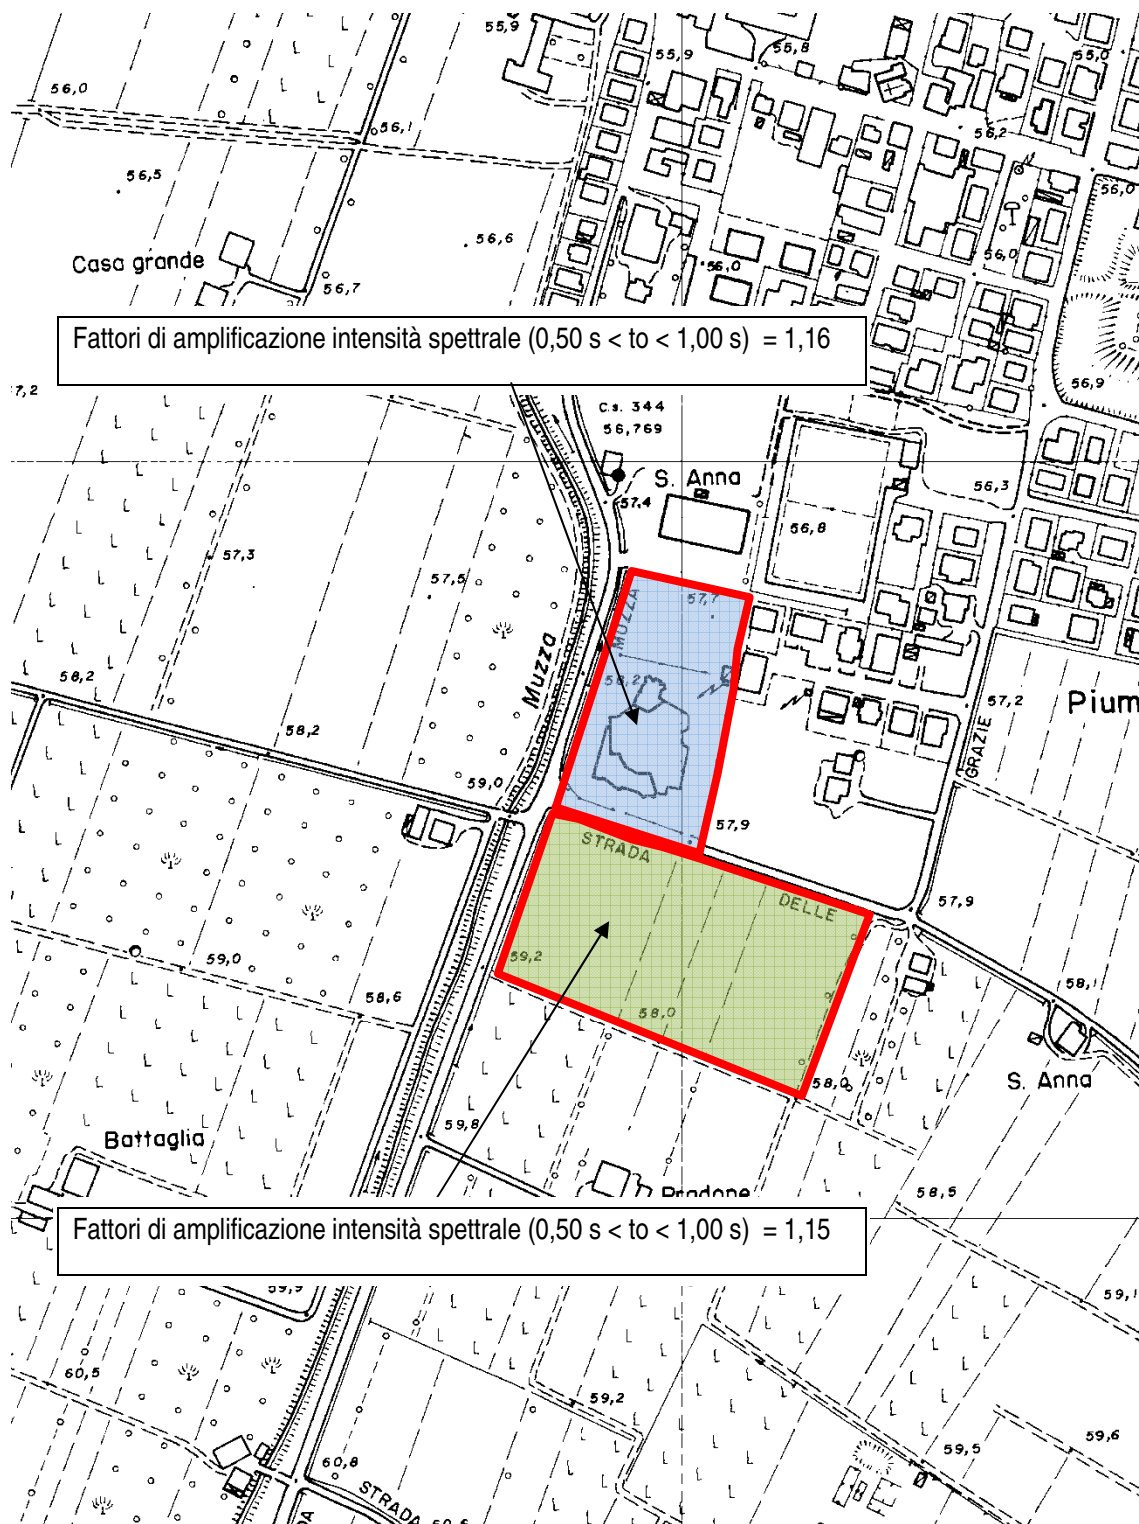 55,9
55,8
55,9
55,0
56,0
56,1
56,2
56,5
56,0
56,6
56,0
Casa grande
56,0
56,7
Fattori di amplificazione intensità spettrale (0,50 s < to < 1,00 s) = 1,16
57,2
56,9
C.s. 344
56,769
S. Anna
56,3
57,4
56,8
57,3
57,5
57,7
MUZZA
Muzza
58,2
58,2
57,2
Pium
58,2
GRAZIE
59,0
57,9
STRADA
DELLE
57,9
59,0
59,2
58,6
58,0
58,1
58,0
S. Anna
59,8
Battaglia
58,5
Pradone
Fattori di amplificazione intensità spettrale (0,50 s < to < 1,00 s) = 1,15
59,9
59,1
60,5
59,2
59,6
59,5
60,8
STRADA